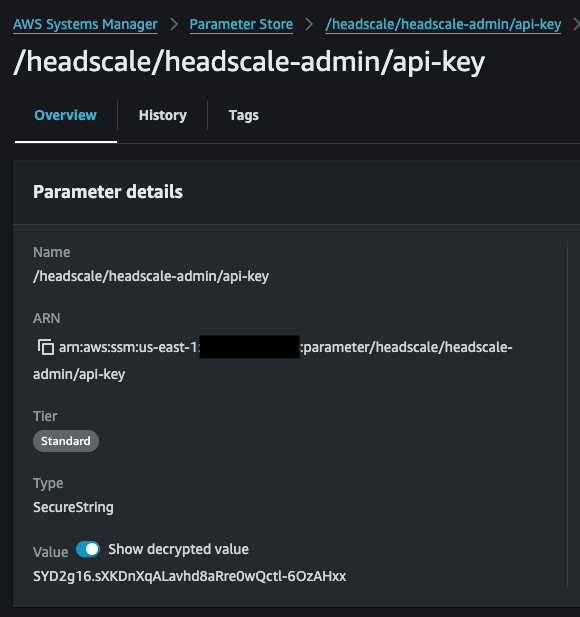 AWS Systems Manager > Parameter Store > /headscale/headscale-admin/api-key >
/headscale/headscale-admin/api-key
Overview History Tags
Parameter details
Name
/headscale/headscale-admin/api-key
ARN
arn:aws:ssm:us-east-1: :parameter/headscale/headscale-
admin/api-key
Tier
Standard
Type
SecureString
Value Show decrypted value
SYD2g16.sXKDnXqALavhd8aRre0wQctl-6OzAHxx